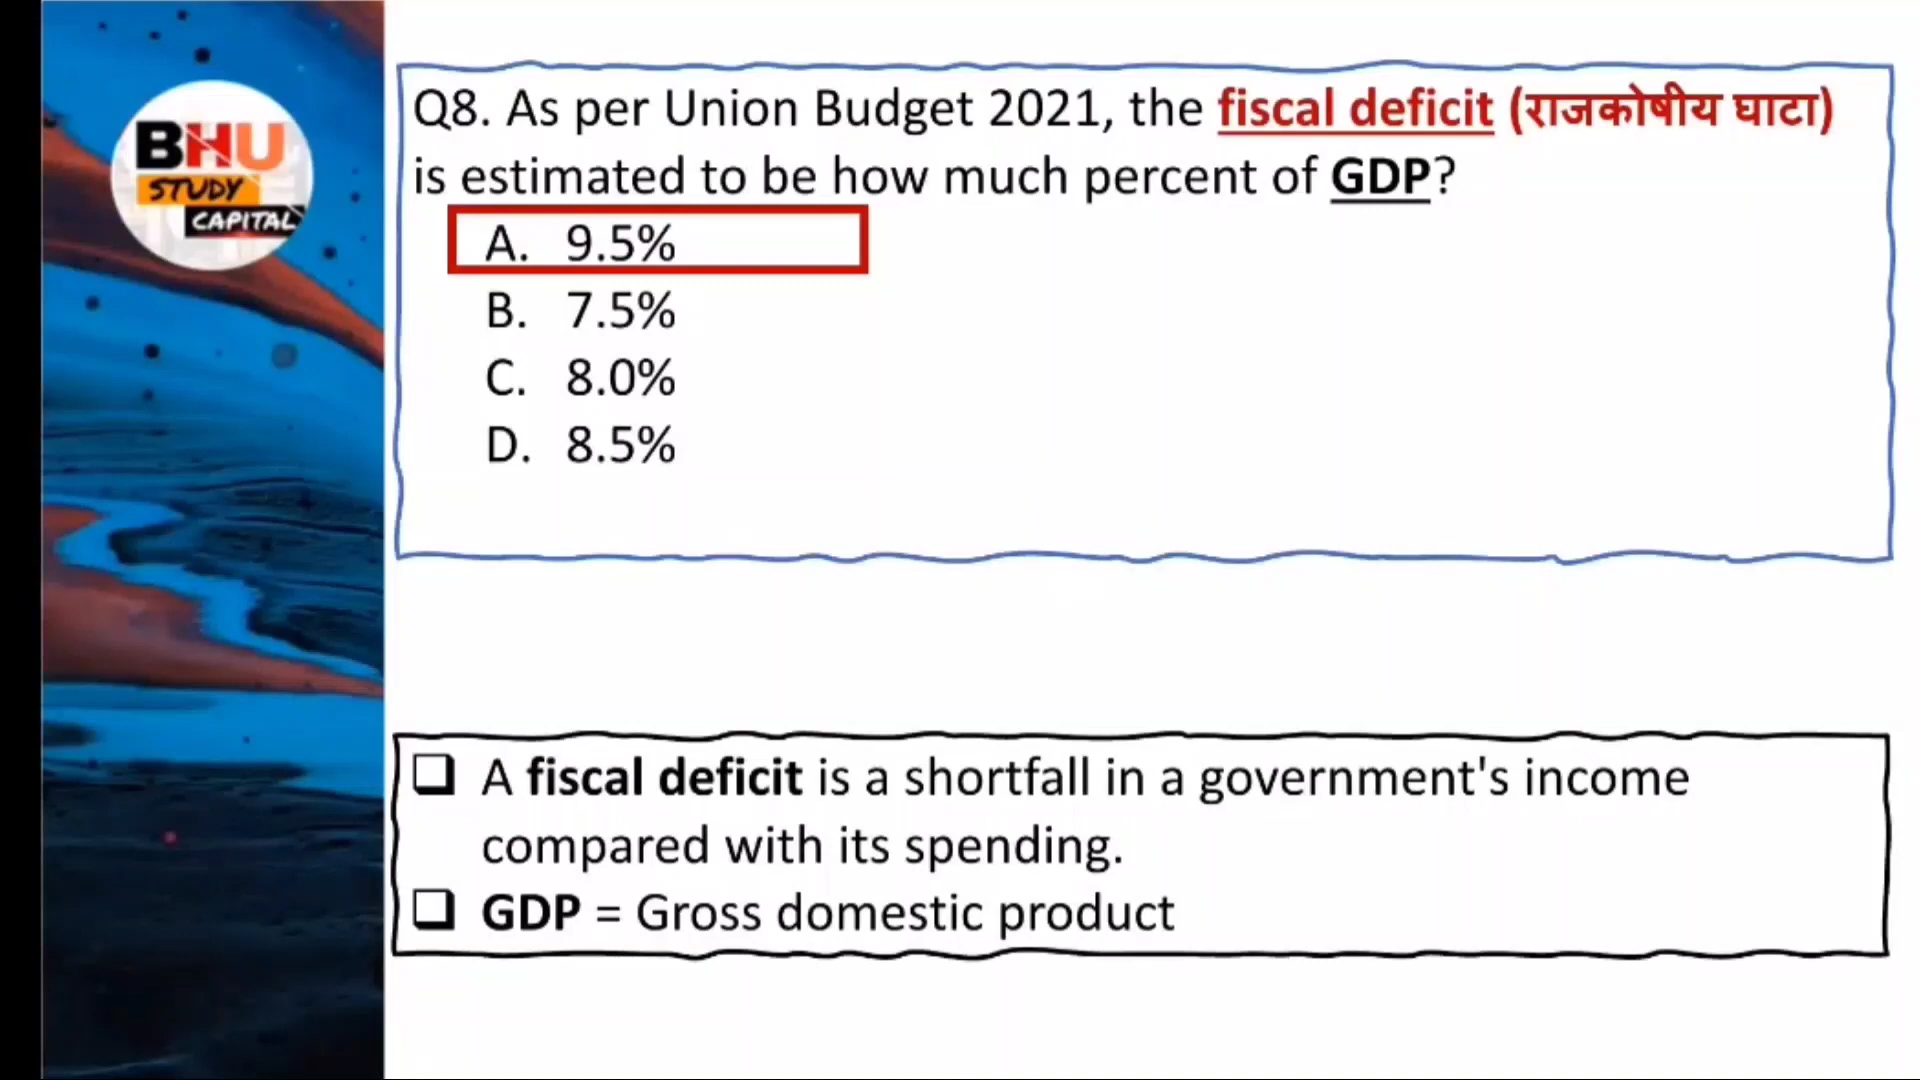 BHU
STUDY
CAPITAL
Q8. As per Union Budget 2021, the fiscal deficit (राजकोषीय घाटा)
is estimated to be how much percent of GDP?
A. 9.5%
B. 7.5%
C. 8.0%
D. 8.5%
❑ A fiscal deficit is a shortfall in a government's income
compared with its spending.
❑ GDP = Gross domestic product